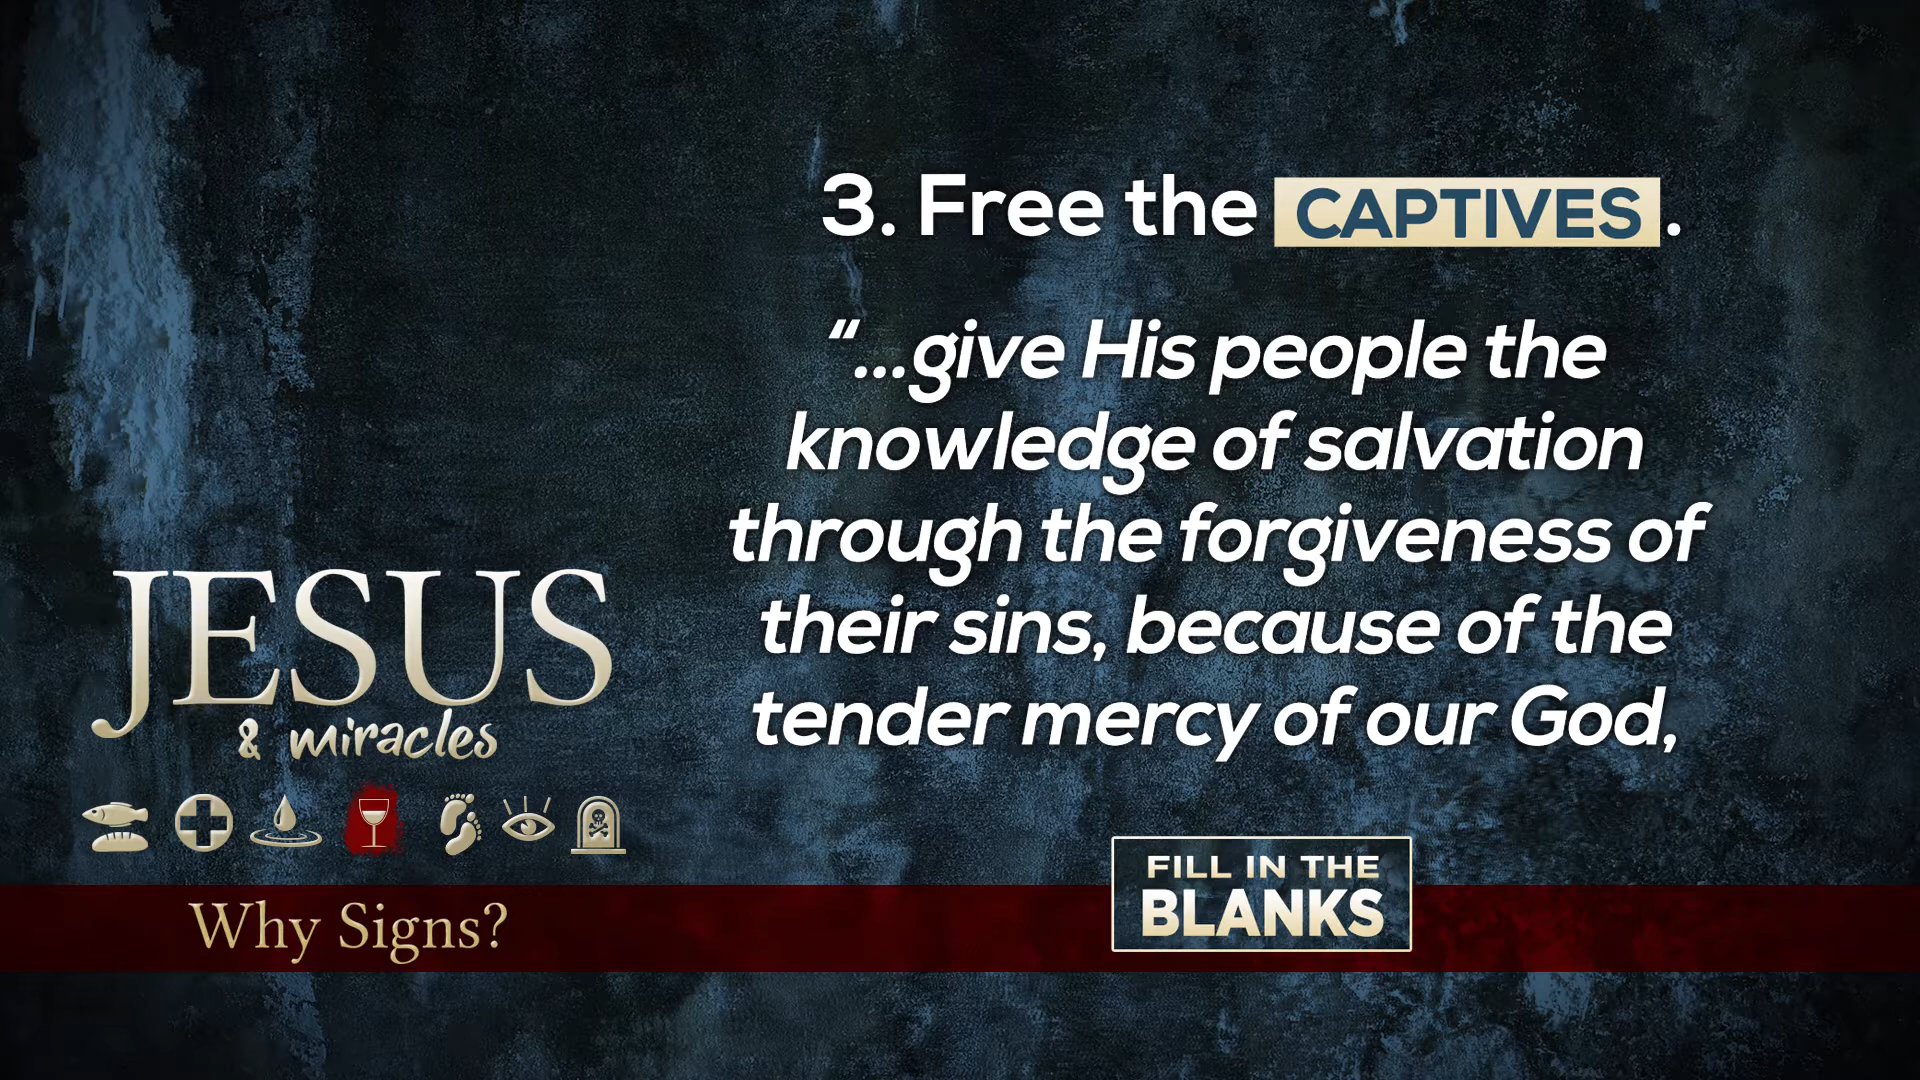 3. Free the CAPTIVES.
“...give His people the
knowledge of salvation
through the forgiveness of
their sins, because of the
tender mercy of our God,
JESUS
& miracles
Why Signs?
FILL IN THE
BLANKS